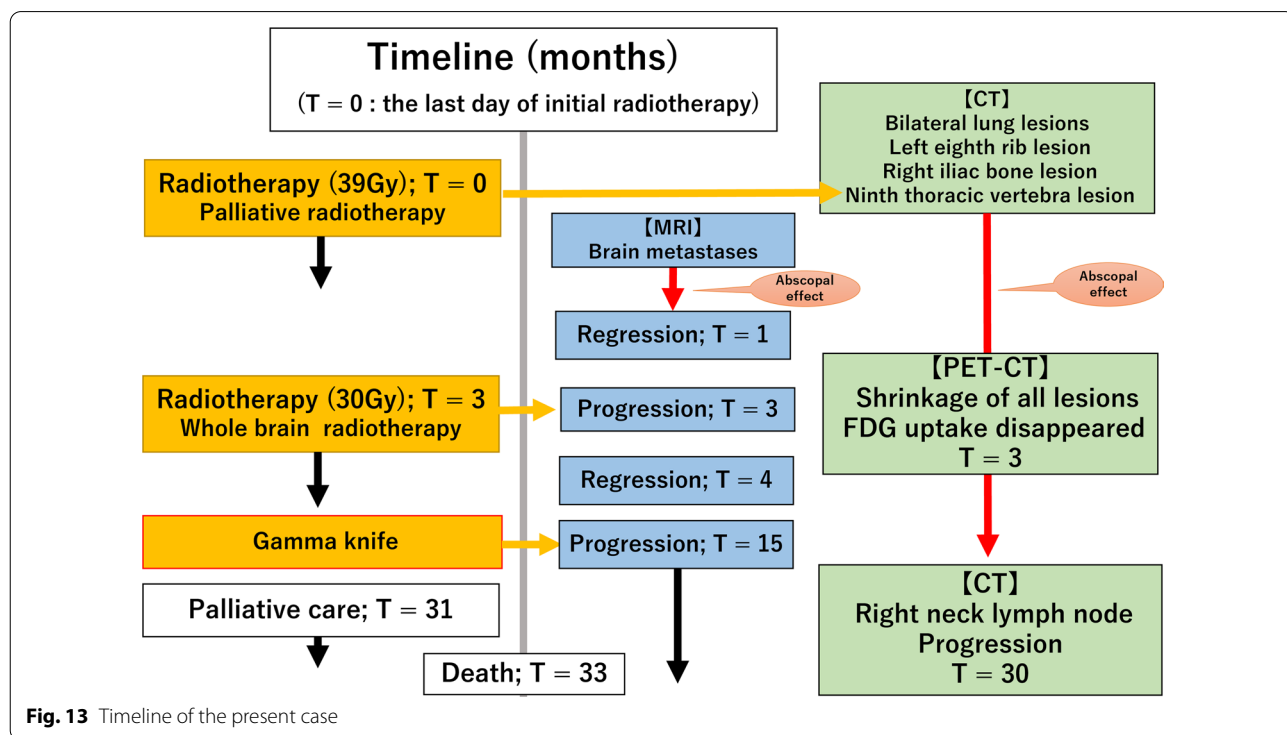 Timeline (months)
(T = 0 : the last day of initial radiotherapy)
Radiotherapy (39Gy); T = 0
Palliative radiotherapy
【CT】
Bilateral lung lesions
Left eighth rib lesion
Right iliac bone lesion
Ninth thoracic vertebra lesion
【MRI】
Brain metastases
Abscopal
effect
Abscopal
effect
Regression; T = 1
Radiotherapy (30Gy); T = 3
Whole brain radiotherapy
Progression; T = 3
【PET-CT】
Shrinkage of all lesions
FDG uptake disappeared
T = 3
Regression; T = 4
Gamma knife
Progression; T = 15
Palliative care; T = 31
【CT】
Right neck lymph node
Progression
T = 30
Death; T = 33
Fig. 13 Timeline of the present case